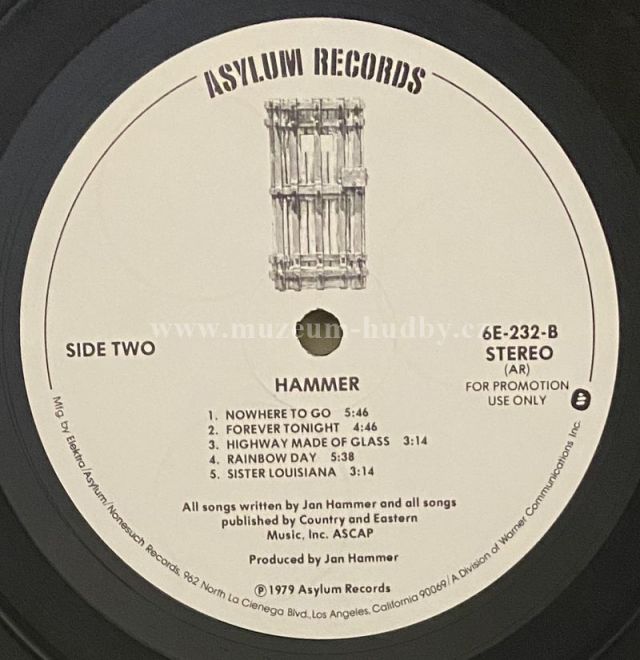 ASYLUM RECORDS
www.muzeum-hudby.cz
SIDE TWO
6E-232-B
STEREO
(AR)
FOR PROMOTION
USE ONLY
HAMMER
1. NOWHERE TO GO 5:46
2. FOREVER TONIGHT 4:46
3. HIGHWAY MADE OF GLASS 3:14
4. RAINBOW DAY 5:38
5. SISTER LOUISIANA 3:14
All songs written by Jan Hammer and all songs
published by Country and Eastern
Music, Inc. ASCAP
Produced by Jan Hammer
℗ 1979 Asylum Records
Mfg. by Elektra/Asylum/Nonesuch Records, 962 North La Cienega Blvd., Los Angeles, California 90069/A Division of Warner Communications Inc.